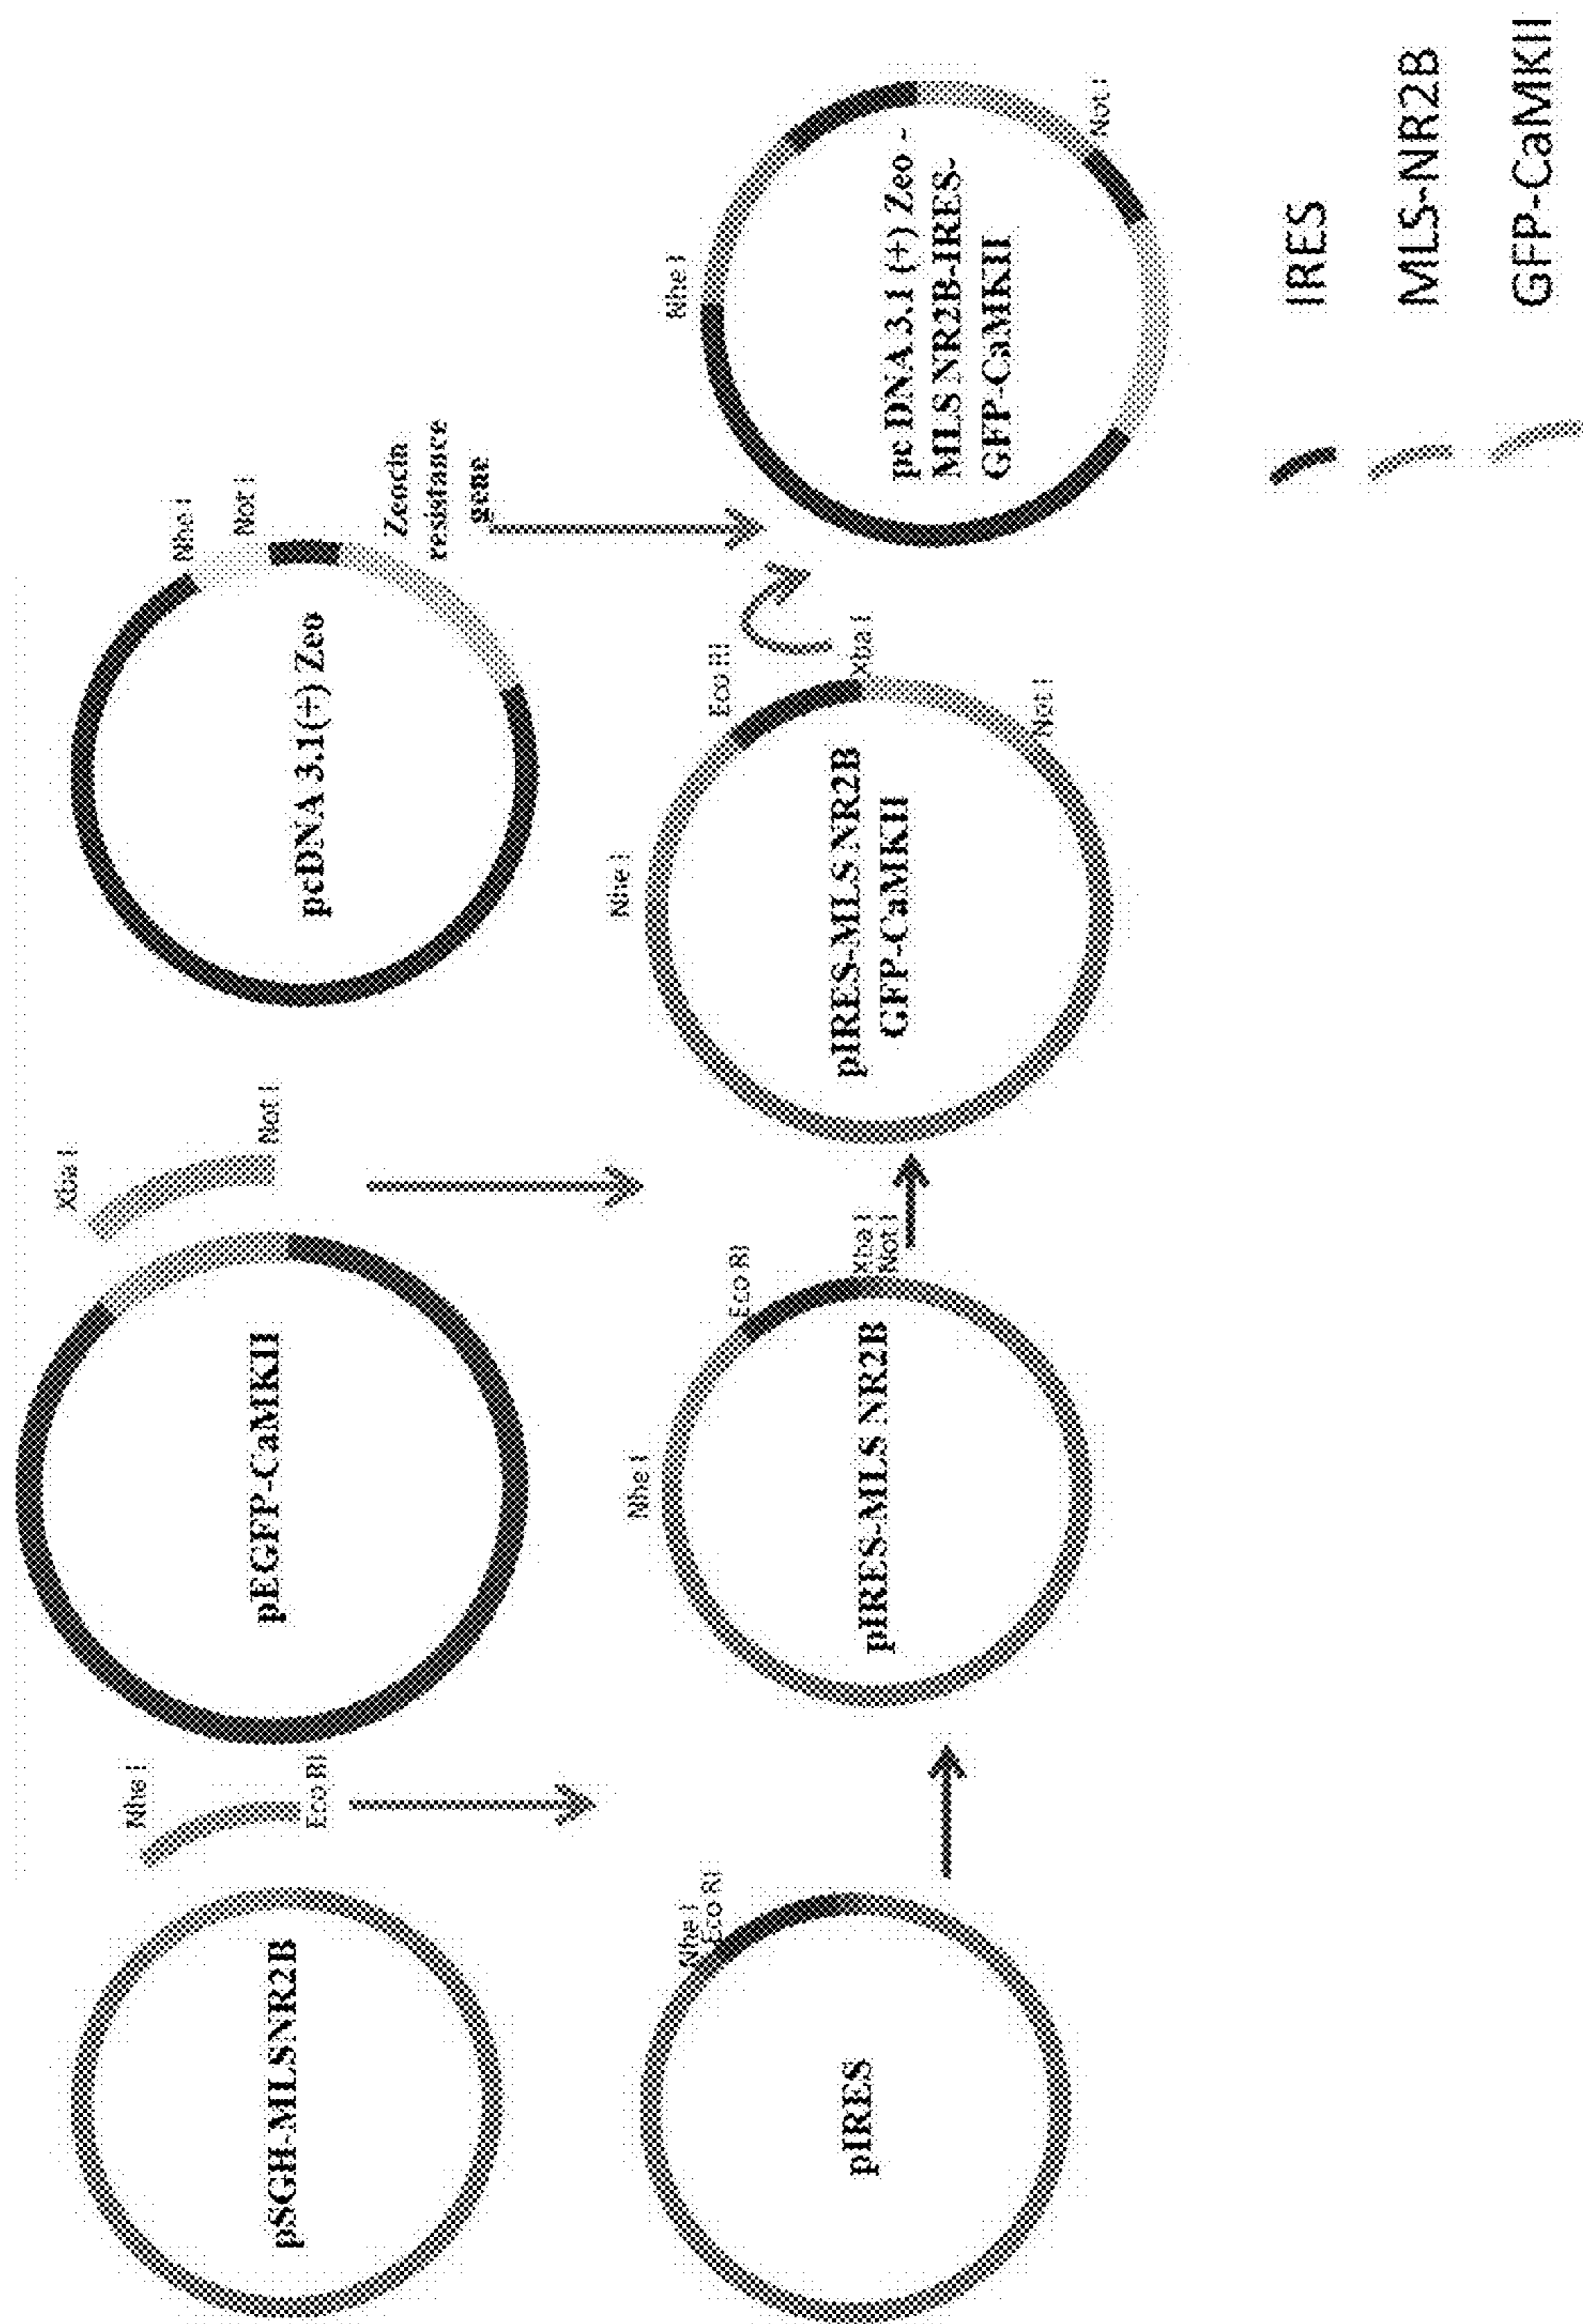 pSGH-MLSNR2B
Nhe I
Eco RI
pEGFP-CaMKII
Xba I
Not I
pcDNA 3.1(+) Zeo
Nhe I
Not I
Zeocin
resistance
gene
pIRES
Nhe I
Eco RI
pIRES-MLS NR2B
Nhe I
Eco RI
Xba I
Not I
pIRES-MLS NR2B
GFP-CaMKII
Nhe I
Eco RI
Xba I
Not I
pc DNA 3.1 (+) Zeo -
MLS NR2B-IRES-
GFP-CaMKII
Nhe I
Not I
IRES
MLS-NR2B
GFP-CaMKII